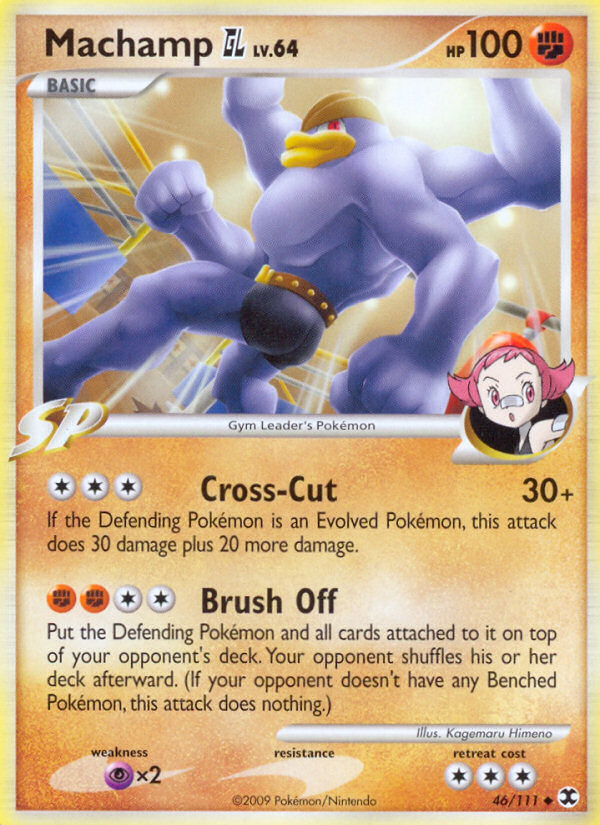 Machamp GL LV.64 HP 100
BASIC
SP
Gym Leader's Pokémon
Cross-Cut 30+
If the Defending Pokémon is an Evolved Pokémon, this attack
does 30 damage plus 20 more damage.
Brush Off
Put the Defending Pokémon and all cards attached to it on top
of your opponent's deck. Your opponent shuffles his or her
deck afterward. (If your opponent doesn't have any Benched
Pokémon, this attack does nothing.)
Illus. Kagemaru Himeno
weakness resistance retreat cost
×2
©2009 Pokémon/Nintendo 46/111